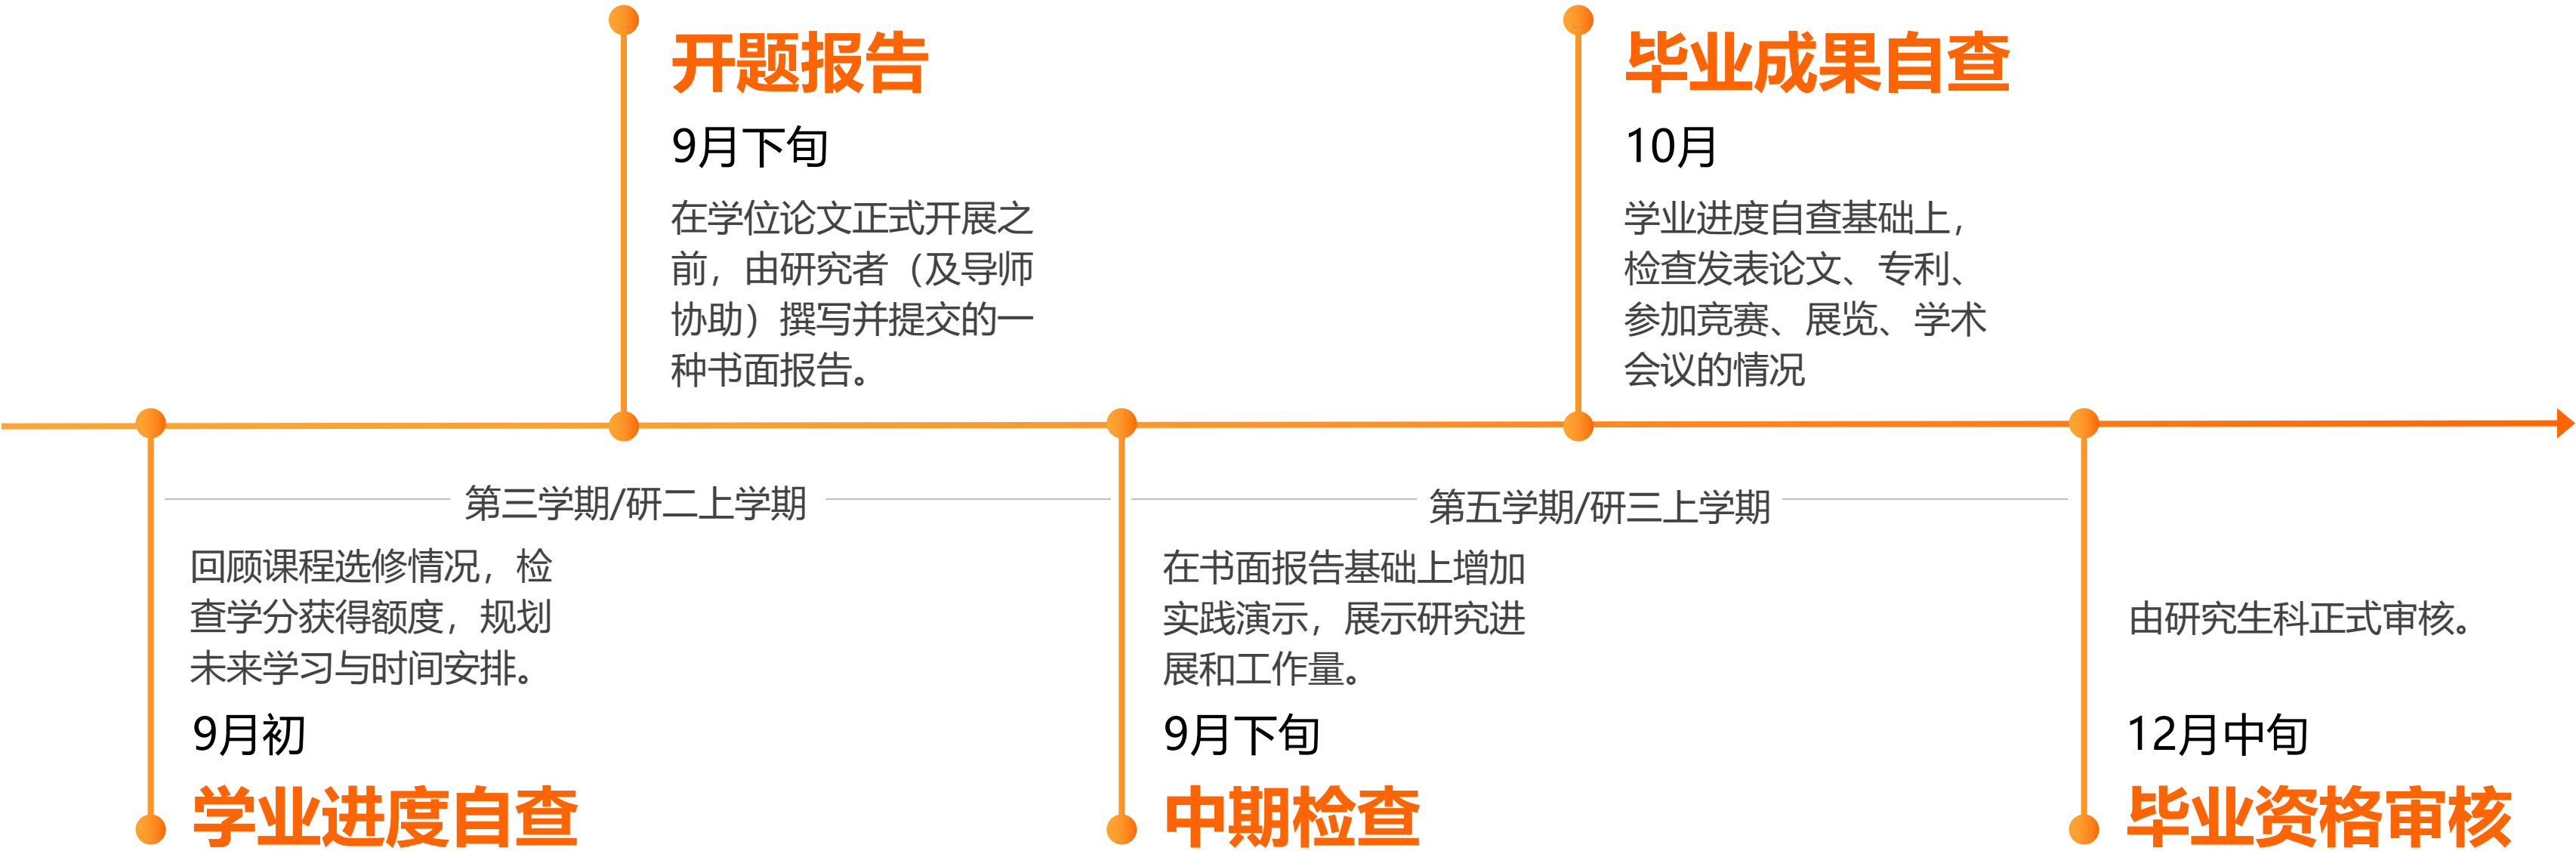 开题报告
9月下旬
在学位论文正式开展之
前，由研究者（及导师
协助）撰写并提交的一
种书面报告。
毕业成果自查
10月
学业进度自查基础上，
检查发表论文、专利、
参加竞赛、展览、学术
会议的情况
第三学期/研二上学期
第五学期/研三上学期
回顾课程选修情况，检
查学分获得额度，规划
未来学习与时间安排。
9月初
学业进度自查
在书面报告基础上增加
实践演示，展示研究进
展和工作量。
9月下旬
中期检查
由研究生科正式审核。
12月中旬
毕业资格审核